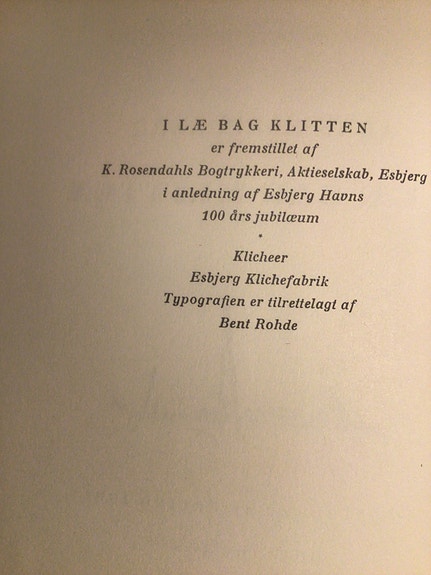 I LÆ BAG KLITTEN
er fremstillet af
K. Rosendahls Bogtrykkeri, Aktieselskab, Esbjerg
i anledning af Esbjerg Havns
100 års jubilæum
*
Klicheer
Esbjerg Klichefabrik
Typografien er tilrettelagt af
Bent Rohde